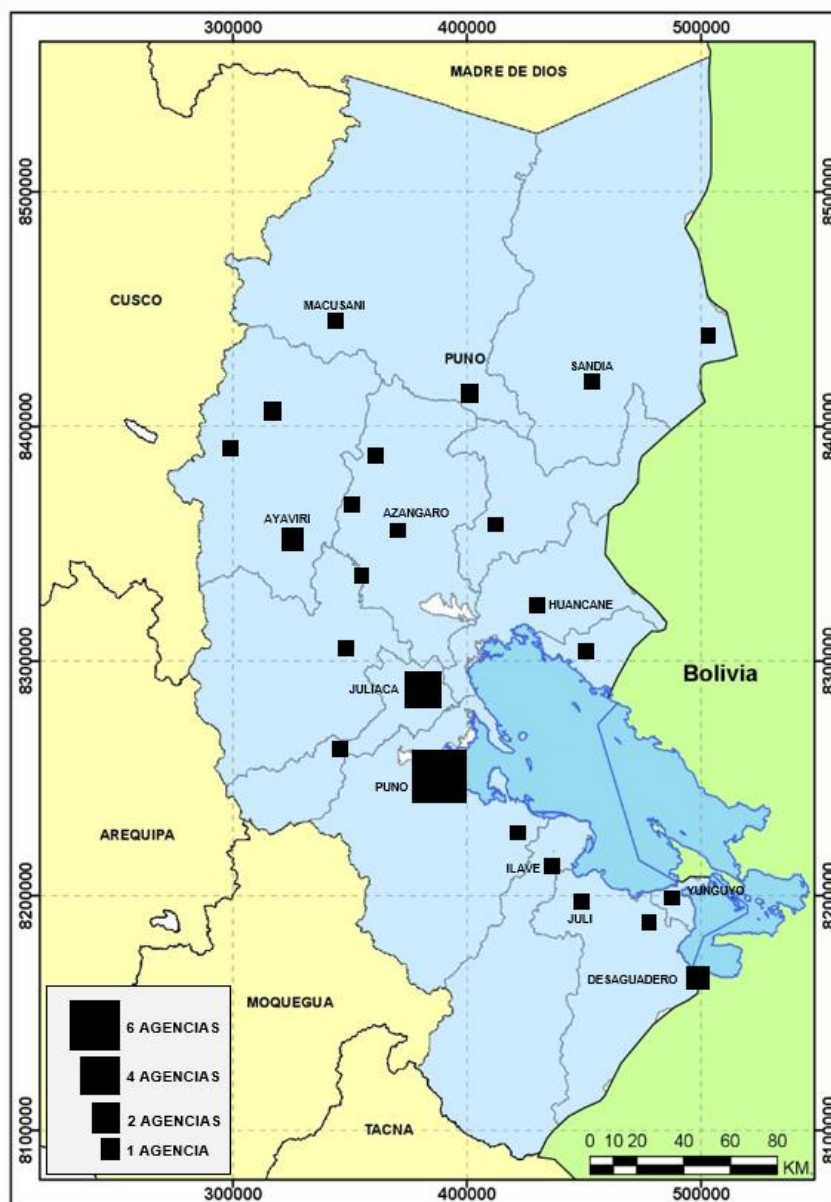 300000 400000 500000
MADRE DE DIOS
8500000 8500000
CUSCO
MACUSANI
PUNO
SANDIA
8400000 8400000
AYAVIRI
AZANGARO
HUANCANE
8300000 8300000
Bolivia
JULIACA
PUNO
AREQUIPA
ILAVE
YUNGUYO
8200000 8200000
JULI
DESAGUADERO
MOQUEGUA
6 AGENCIAS
4 AGENCIAS
2 AGENCIAS
1 AGENCIA
TACNA
8100000 8100000
0 10 20 40 60 80
KM.
300000 400000 500000